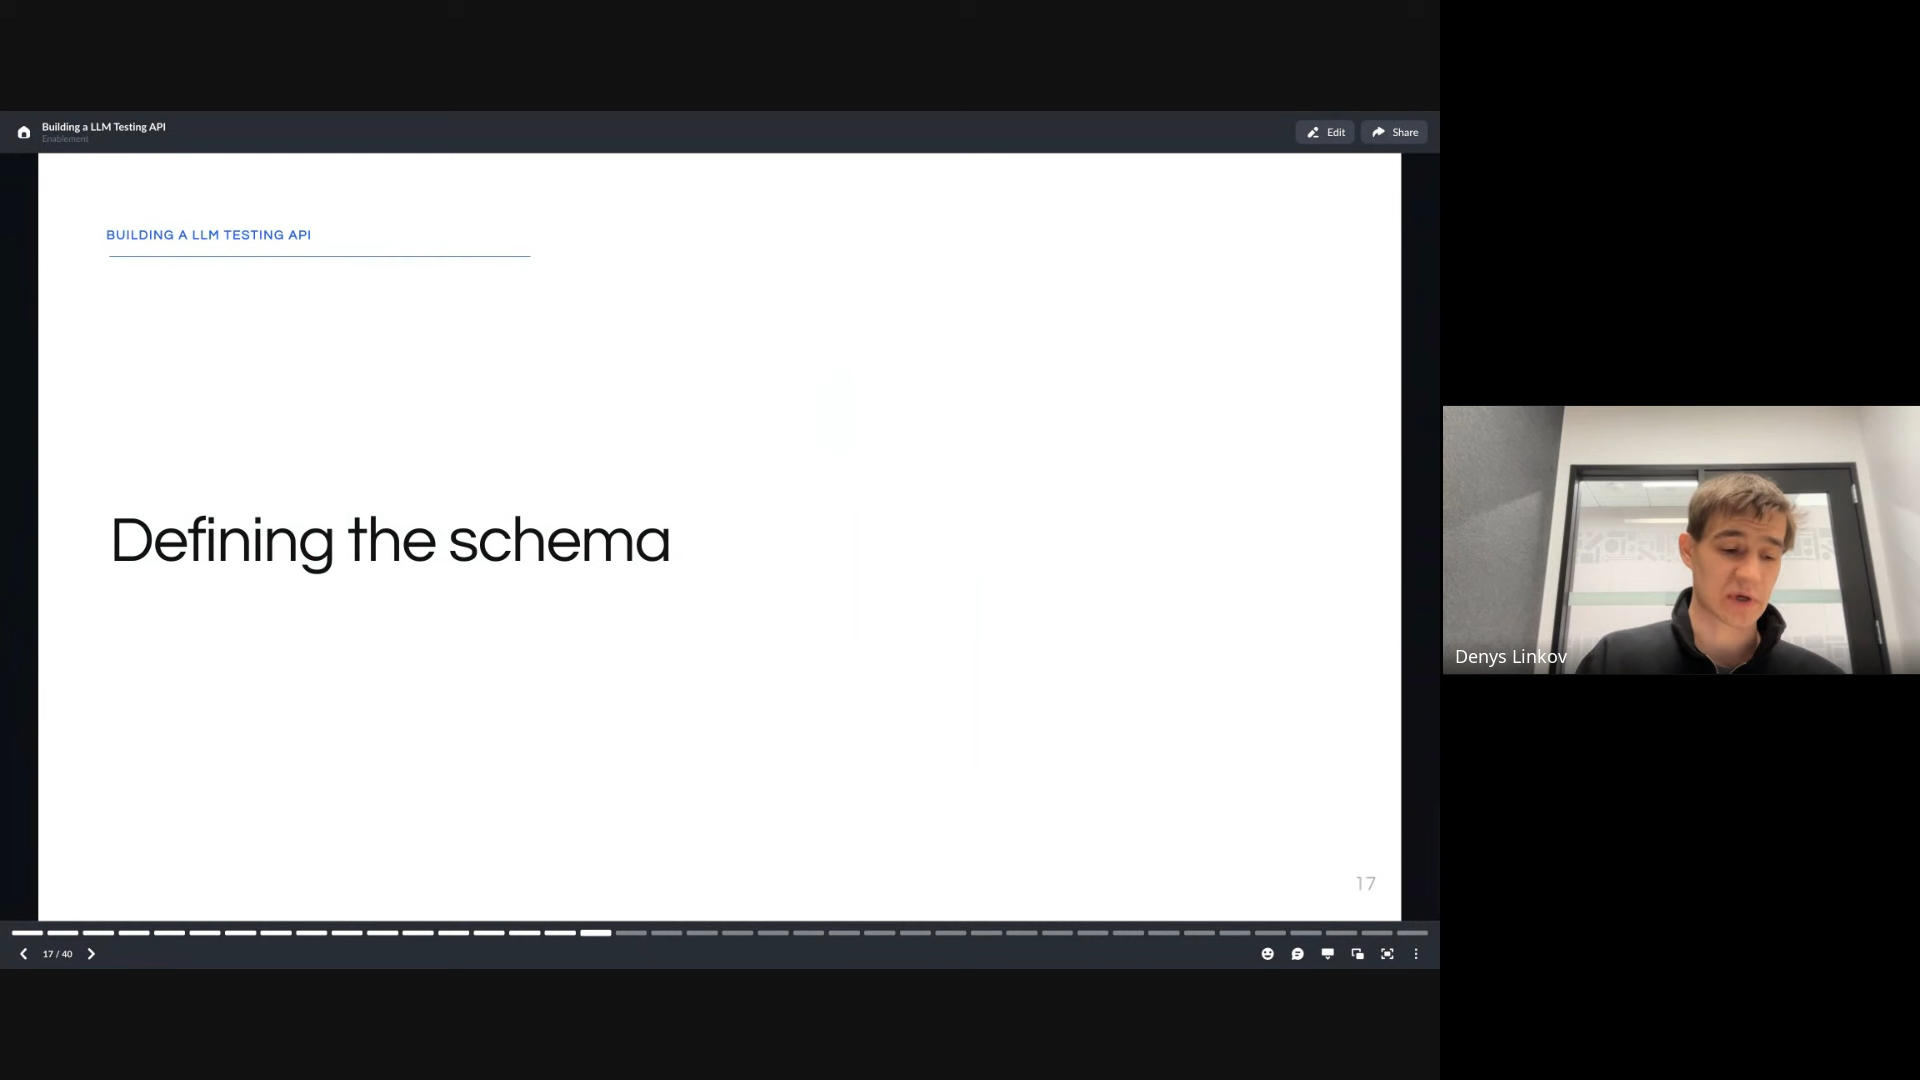 Building a LLM Testing API
Enablement
Edit
Share
BUILDING A LLM TESTING API
Defining the schema
17
17 / 40
Denys Linkov